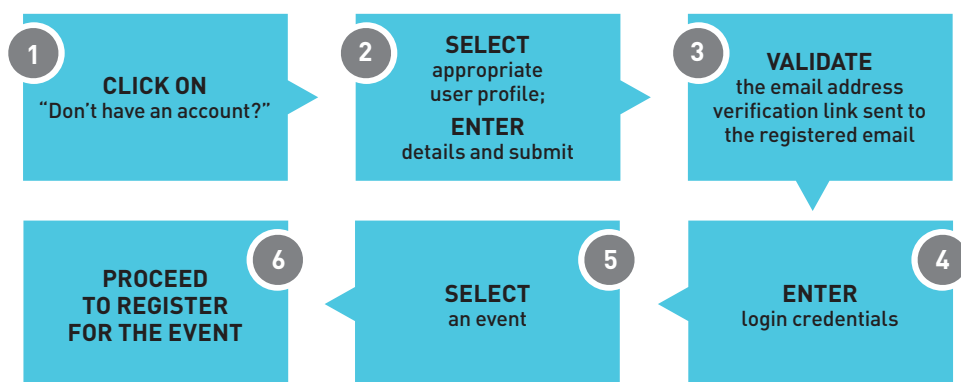 1
CLICK ON
“Don’t have an account?”
2
SELECT
appropriate
user profile;
ENTER
details and submit
3
VALIDATE
the email address
verification link sent to
the registered email
4
ENTER
login credentials
5
SELECT
an event
6
PROCEED
TO REGISTER
FOR THE EVENT